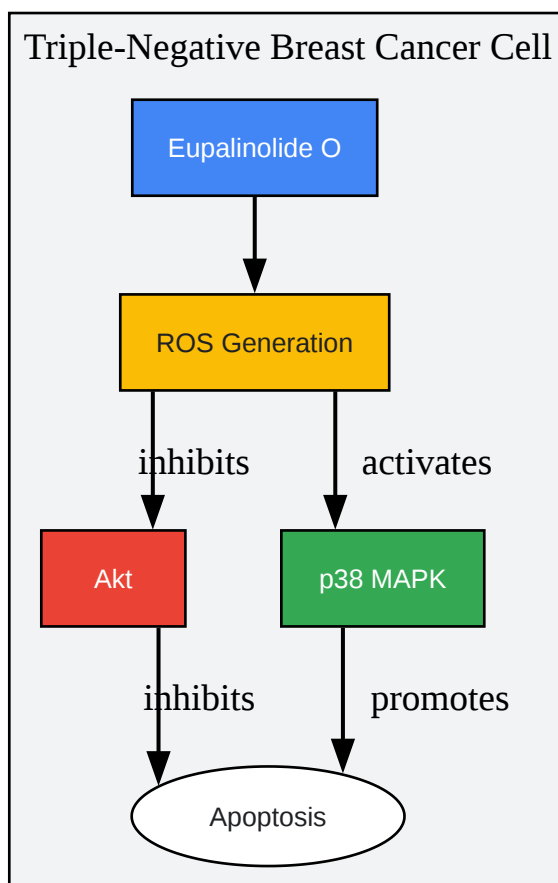 Triple-Negative Breast Cancer Cell
Eupalinolide O
ROS Generation
inhibits
activates
Akt
p38 MAPK
inhibits
promotes
Apoptosis